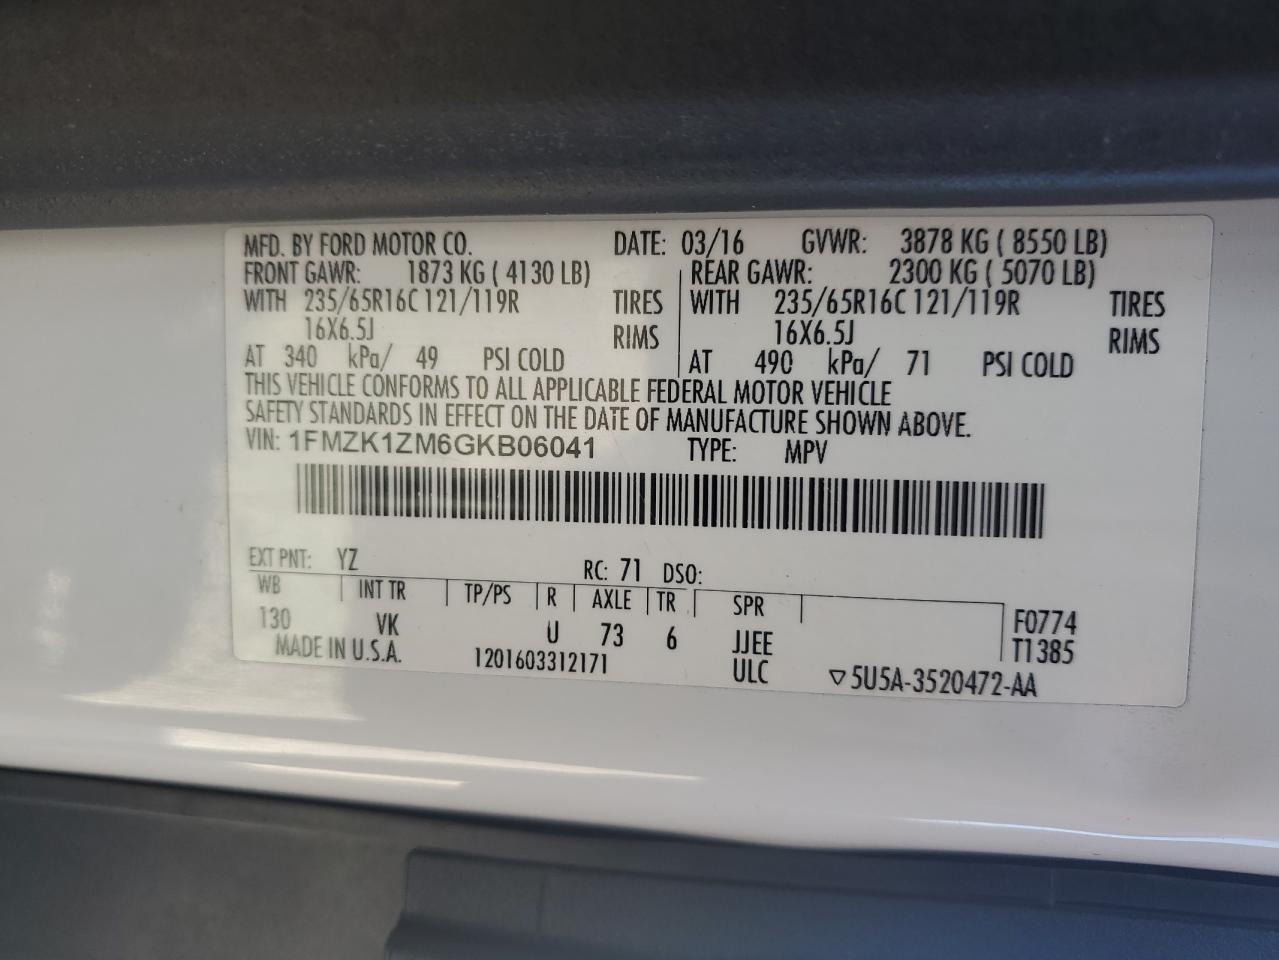 MFD. BY FORD MOTOR CO. DATE: 03/16 GVWR: 3878 KG ( 8550 LB)
FRONT GAWR: 1873 KG ( 4130 LB) REAR GAWR: 2300 KG ( 5070 LB)
WITH 235/65R16C 121/119R TIRES WITH 235/65R16C 121/119R TIRES
16X6.5J RIMS 16X6.5J RIMS
AT 340 kPa/ 49 PSI COLD AT 490 kPa/ 71 PSI COLD
THIS VEHICLE CONFORMS TO ALL APPLICABLE FEDERAL MOTOR VEHICLE
SAFETY STANDARDS IN EFFECT ON THE DATE OF MANUFACTURE SHOWN ABOVE.
VIN: 1FMZK1ZM6GKB06041 TYPE: MPV
EXT PNT: YZ RC: 71 DSO:
WB INT TR TP/PS R AXLE TR SPR
130 VK U 73 6 JJEE F0774
MADE IN U.S.A. 1201603312171 ULC ▽5U5A-3520472-AA T1385